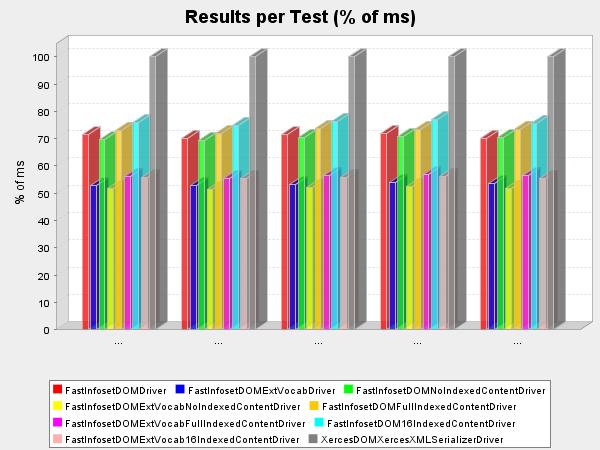 Results per Test (% of ms)
% of ms
100
90
80
70
60
50
40
30
20
10
0
... ... ... ... ...
FastInfosetDOMDriver FastInfosetDOMExtVocabDriver FastInfosetDOMNoIndexedContentDriver
FastInfosetDOMExtVocabNoIndexedContentDriver FastInfosetDOMFullIndexedContentDriver
FastInfosetDOMExtVocabFullIndexedContentDriver FastInfosetDOM16IndexedContentDriver
FastInfosetDOMExtVocab16IndexedContentDriver XercesDOMXercesXMLSerializerDriver